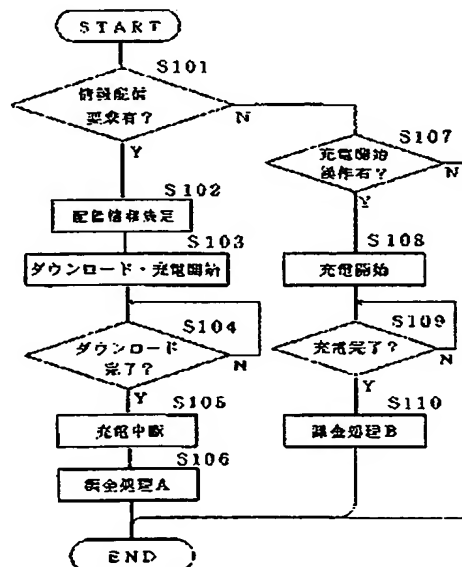 START
S101
情報配信
要求有?
N
Y
S107
充電開始
操作有?
N
Y
S102
配信情報決定
S103
ダウンロード・充電開始
S108
充電開始
S104
ダウンロード
完了?
N
Y
S109
充電完了?
N
Y
S105
充電中断
S110
課金処理B
S106
課金処理A
END